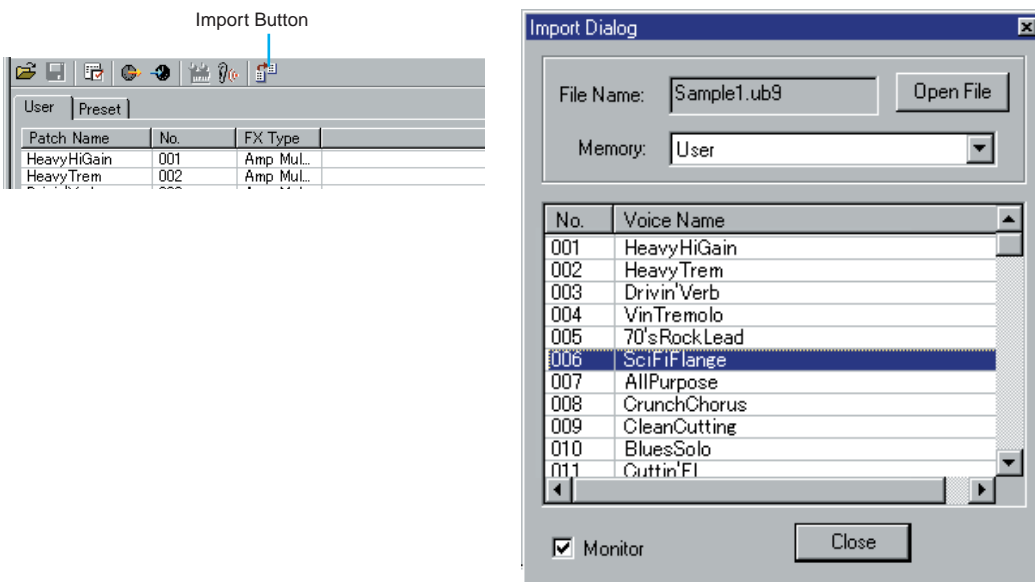 Import Button
User Preset
Patch Name No. FX Type
HeavyHiGain 001 Amp Mul...
HeavyTrem 002 Amp Mul...
Import Dialog
File Name: Sample1.ub9 Open File
Memory: User
No. Voice Name
001 HeavyHiGain
002 HeavyTrem
003 Drivin'Verb
004 VinTremolo
005 70'sRockLead
006 SciFiFlange
007 AllPurpose
008 CrunchChorus
009 CleanCutting
010 BluesSolo
011 Cuttin'Fl
Monitor Close